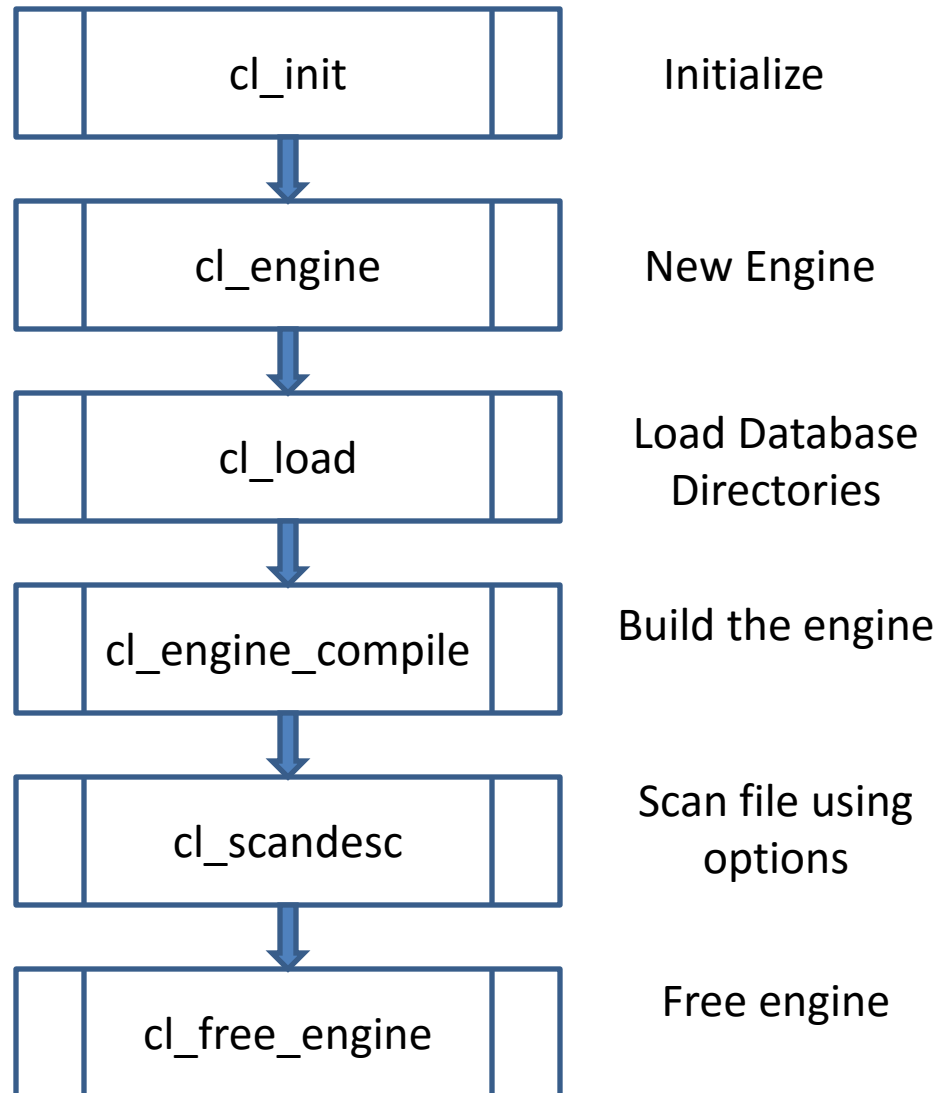 cl_init
Initialize
cl_engine
New Engine
cl_load
Load Database
Directories
cl_engine_compile
Build the engine
cl_scandesc
Scan file using
options
cl_free_engine
Free engine